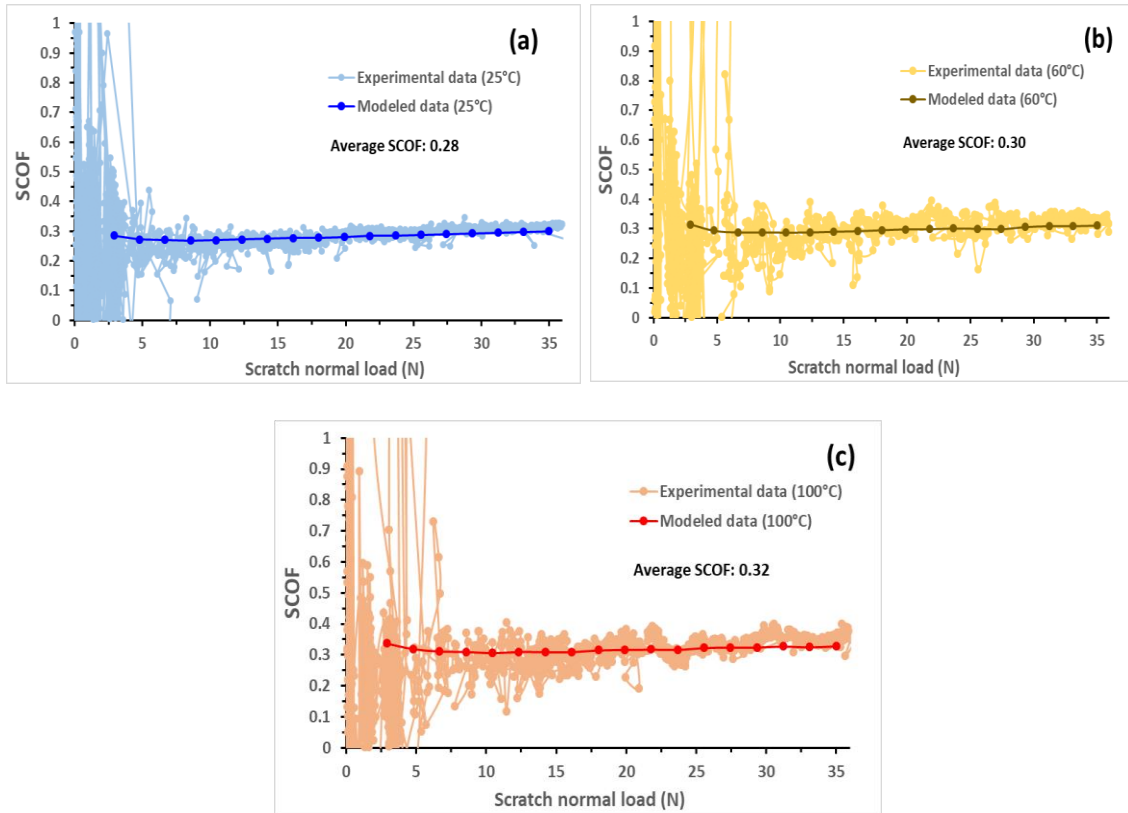 (a)
Experimental data (25°C)
Modeled data (25°C)
Average SCOF: 0.28
SCOF
1
0.9
0.8
0.7
0.6
0.5
0.4
0.3
0.2
0.1
0
0 5 10 15 20 25 30 35
Scratch normal load (N)
(b)
Experimental data (60°C)
Modeled data (60°C)
Average SCOF: 0.30
SCOF
1
0.9
0.8
0.7
0.6
0.5
0.4
0.3
0.2
0.1
0
0 5 10 15 20 25 30 35
Scratch normal load (N)
(c)
Experimental data (100°C)
Modeled data (100°C)
Average SCOF: 0.32
SCOF
1
0.9
0.8
0.7
0.6
0.5
0.4
0.3
0.2
0.1
0
0 5 10 15 20 25 30 35
Scratch normal load (N)